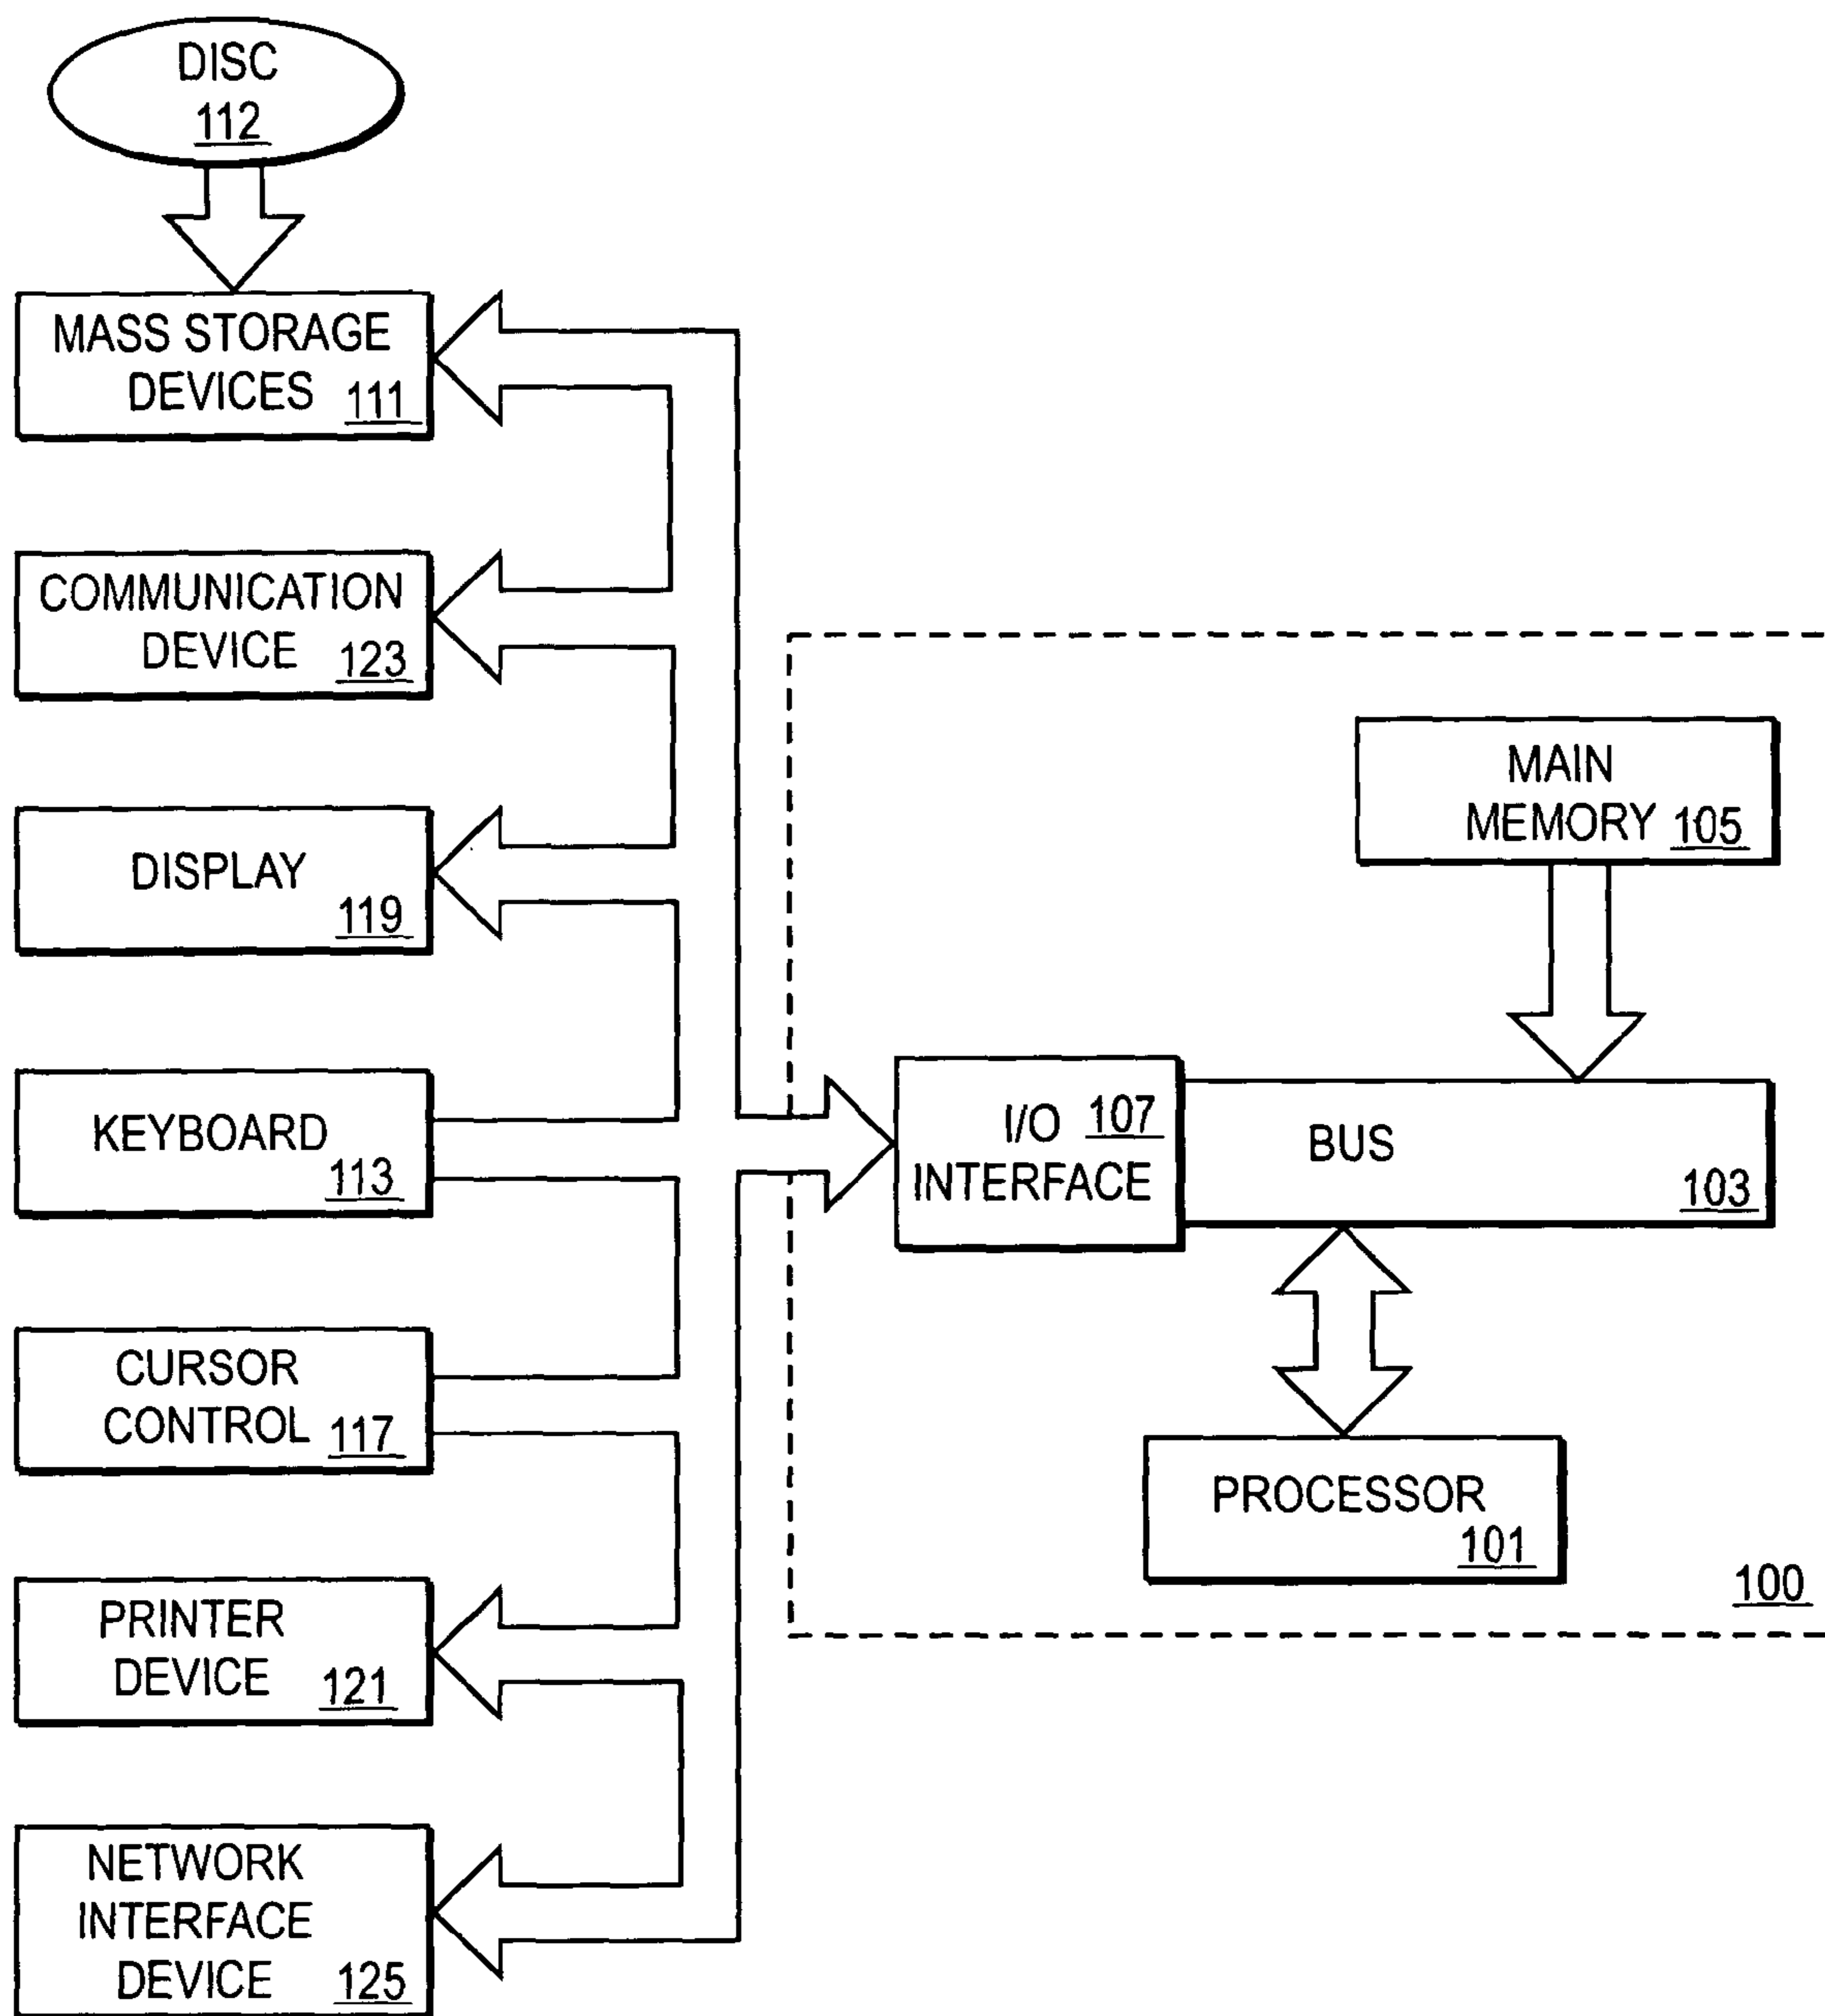 DISC
112
MASS STORAGE
DEVICES 111
COMMUNICATION
DEVICE 123
DISPLAY
119
KEYBOARD
113
CURSOR
CONTROL 117
PRINTER
DEVICE 121
NETWORK
INTERFACE
DEVICE 125
MAIN
MEMORY 105
I/O 107
INTERFACE
BUS
103
PROCESSOR
101
100